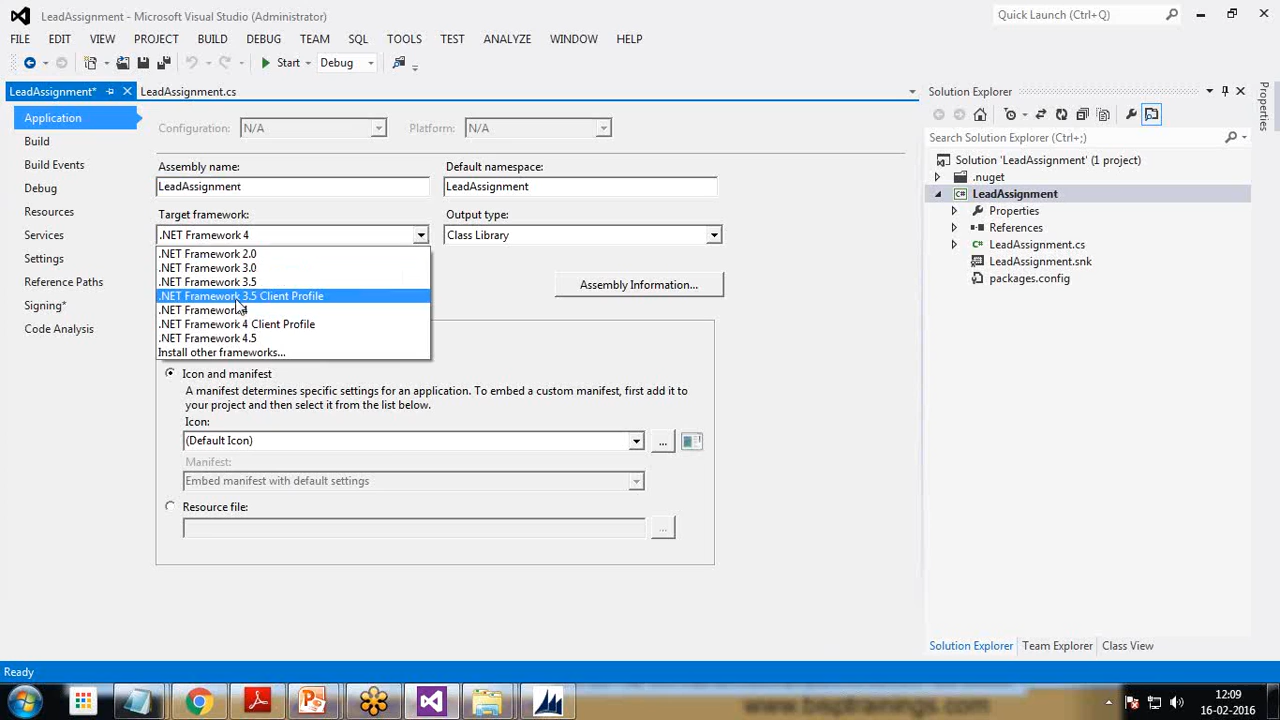 LeadAssignment - Microsoft Visual Studio (Administrator)
Quick Launch (Ctrl+Q)
FILE EDIT VIEW PROJECT BUILD DEBUG TEAM SQL TOOLS TEST ANALYZE WINDOW HELP
Start Debug
LeadAssignment* LeadAssignment.cs
Application
Build
Build Events
Debug
Resources
Services
Settings
Reference Paths
Signing*
Code Analysis
Configuration: N/A Platform: N/A
Assembly name: Default namespace:
LeadAssignment LeadAssignment
Target framework: Output type:
.NET Framework 4 Class Library
.NET Framework 2.0
.NET Framework 3.0
.NET Framework 3.5
.NET Framework 3.5 Client Profile
.NET Framework 4
.NET Framework 4 Client Profile
.NET Framework 4.5
Install other frameworks...
Assembly Information...
Icon and manifest
A manifest determines specific settings for an application. To embed a custom manifest, first add it to
your project and then select it from the list below.
Icon:
(Default Icon) ...
Manifest:
Embed manifest with default settings
Resource file:
...
Solution Explorer
Search Solution Explorer (Ctrl+;)
Solution 'LeadAssignment' (1 project)
.nuget
LeadAssignment
Properties
References
LeadAssignment.cs
LeadAssignment.snk
packages.config
Solution Explorer Team Explorer Class View
Properties
Ready
www.bisptrainings.com
12:09
16-02-2016